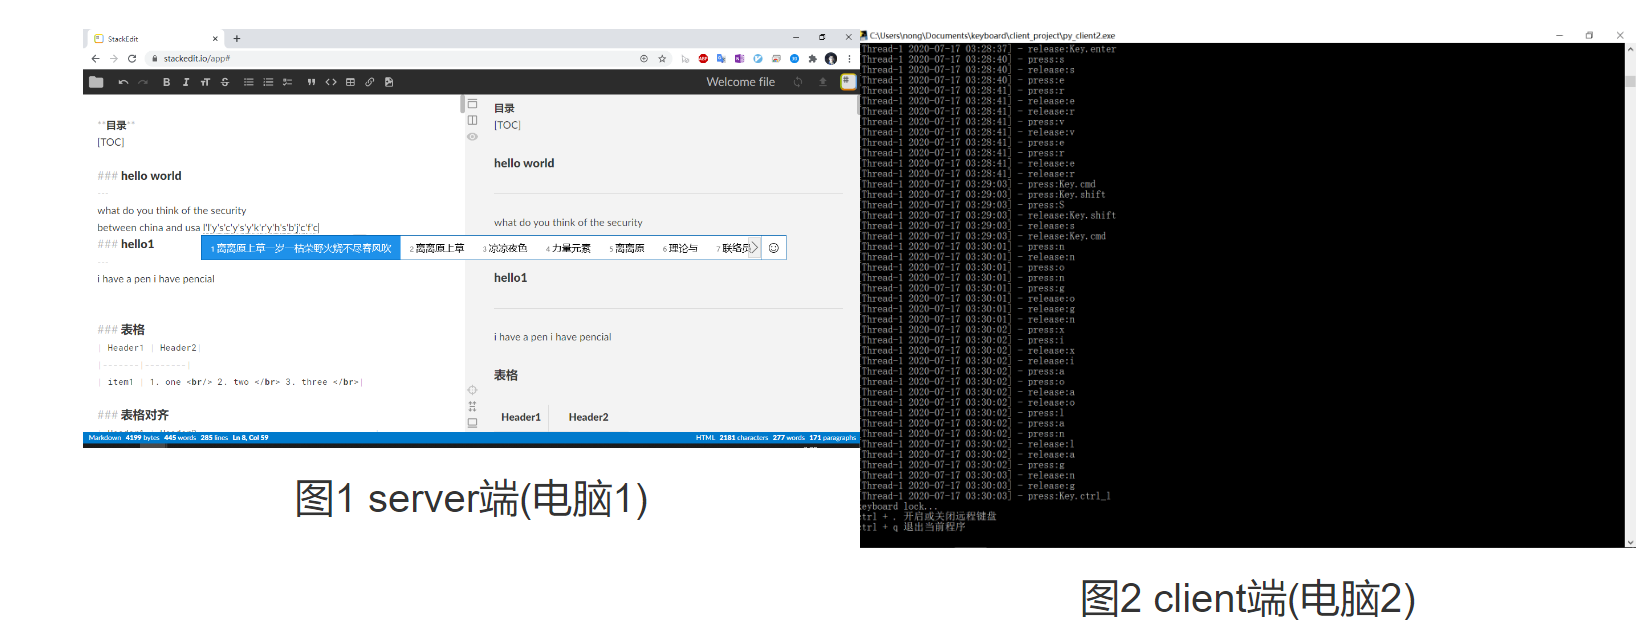 StackEdit
stackedit.io/app#
Welcome file
**目录**
[TOC]
### hello world
---
what do you think of the security
between china and usa l'l'y's'c'y's'y'k'r'y'h's'b'j'c'f'c
### hello1
---
i have a pen i have pencial
### 表格
| Header1 | Header2|
|-------|--------|
| item1 | 1. one <br/> 2. two </br> 3. three </br>|
### 表格对齐
1 离离原上草一岁一枯荣野火烧不尽春风吹 2 离离原上草 3 凉凉夜色 4 力量元素 5 离离原 6 理论与 7 联络员
目录
[TOC]
hello world
what do you think of the security
hello1
i have a pen i have pencial
表格
Header1 Header2
Markdown 4199 bytes 445 words 285 lines Ln 8, Col 59
HTML 2181 characters 277 words 171 paragraphs
图1 server端(电脑1)
C:\Users\nong\Documents\keyboard\client_project\py_client2.exe
Thread-1 2020-07-17 03:28:37] - release:Key.enter
Thread-1 2020-07-17 03:28:40] - press:s
Thread-1 2020-07-17 03:28:40] - release:s
Thread-1 2020-07-17 03:28:40] - press:e
Thread-1 2020-07-17 03:28:41] - press:r
Thread-1 2020-07-17 03:28:41] - release:e
Thread-1 2020-07-17 03:28:41] - release:r
Thread-1 2020-07-17 03:28:41] - press:v
Thread-1 2020-07-17 03:28:41] - release:v
Thread-1 2020-07-17 03:28:41] - press:e
Thread-1 2020-07-17 03:28:41] - press:r
Thread-1 2020-07-17 03:28:41] - release:e
Thread-1 2020-07-17 03:28:41] - release:r
Thread-1 2020-07-17 03:29:03] - press:Key.cmd
Thread-1 2020-07-17 03:29:03] - press:Key.shift
Thread-1 2020-07-17 03:29:03] - press:S
Thread-1 2020-07-17 03:29:03] - release:Key.shift
Thread-1 2020-07-17 03:29:03] - release:s
Thread-1 2020-07-17 03:29:03] - release:Key.cmd
Thread-1 2020-07-17 03:30:01] - press:n
Thread-1 2020-07-17 03:30:01] - release:n
Thread-1 2020-07-17 03:30:01] - press:o
Thread-1 2020-07-17 03:30:01] - press:n
Thread-1 2020-07-17 03:30:01] - press:g
Thread-1 2020-07-17 03:30:01] - release:o
Thread-1 2020-07-17 03:30:01] - release:g
Thread-1 2020-07-17 03:30:01] - release:n
Thread-1 2020-07-17 03:30:02] - press:x
Thread-1 2020-07-17 03:30:02] - press:i
Thread-1 2020-07-17 03:30:02] - release:x
Thread-1 2020-07-17 03:30:02] - release:i
Thread-1 2020-07-17 03:30:02] - press:a
Thread-1 2020-07-17 03:30:02] - press:o
Thread-1 2020-07-17 03:30:02] - release:a
Thread-1 2020-07-17 03:30:02] - release:o
Thread-1 2020-07-17 03:30:02] - press:l
Thread-1 2020-07-17 03:30:02] - press:a
Thread-1 2020-07-17 03:30:02] - press:n
Thread-1 2020-07-17 03:30:02] - release:l
Thread-1 2020-07-17 03:30:02] - release:a
Thread-1 2020-07-17 03:30:02] - press:g
Thread-1 2020-07-17 03:30:03] - release:n
Thread-1 2020-07-17 03:30:03] - release:g
Thread-1 2020-07-17 03:30:03] - press:Key.ctrl_l
keyboard lock...
ctrl + . 开启或关闭远程键盘
ctrl + q 退出当前程序
图2 client端(电脑2)